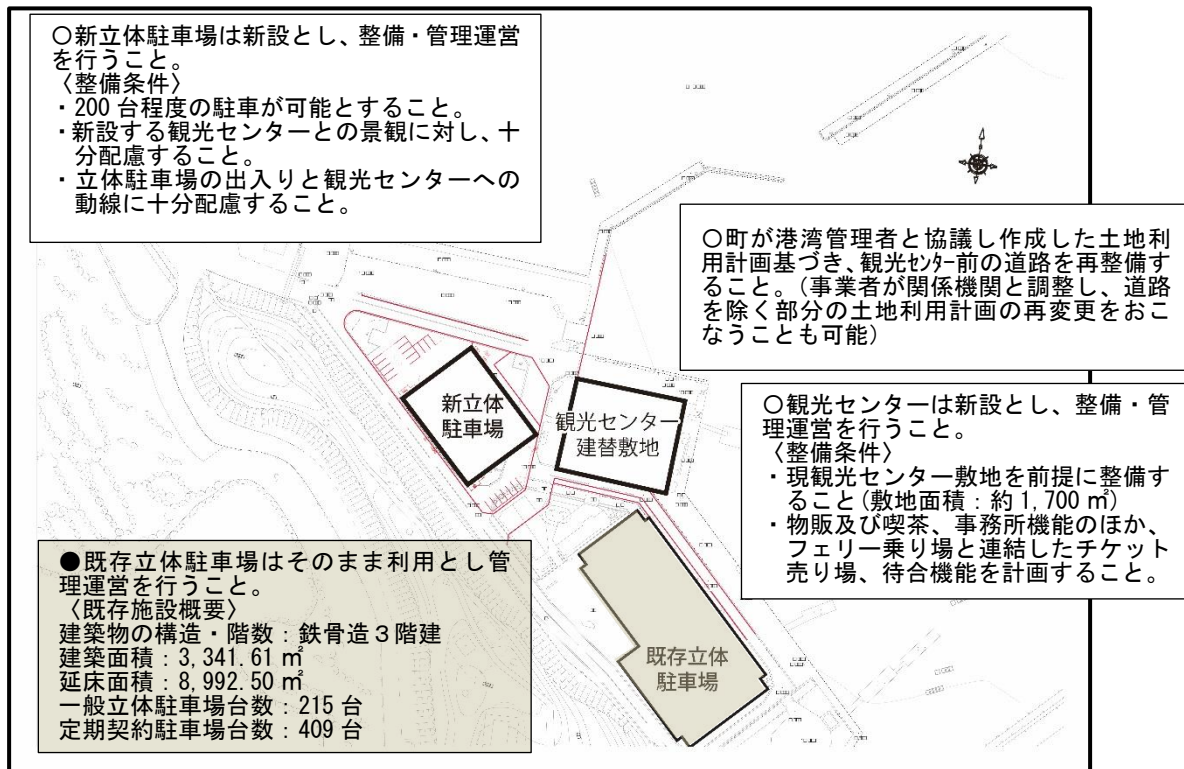 ○新立体駐車場は新設とし、整備・管理運営
を行うこと。
〈整備条件〉
・200台程度の駐車が可能とすること。
・新設する観光センターとの景観に対し、十
分配慮すること。
・立体駐車場の出入りと観光センターへの
動線に十分配慮すること。
○町が港湾管理者と協議し作成した土地利
用計画基づき、観光ｾﾝﾀｰ前の道路を再整備す
ること。（事業者が関係機関と調整し、道路
を除く部分の土地利用計画の再変更をおこ
なうことも可能）
新立体
駐車場
観光センター
建替敷地
○観光センターは新設とし、整備・管
理運営を行うこと。
〈整備条件〉
・現観光センター敷地を前提に整備す
ること(敷地面積：約1,700㎡)
・物販及び喫茶、事務所機能のほか、
フェリー乗り場と連結したチケット
売り場、待合機能を計画すること。
●既存立体駐車場はそのまま利用とし管
理運営を行うこと。
〈既存施設概要〉
建築物の構造・階数：鉄骨造３階建
建築面積：3,341.61㎡
延床面積：8,992.50㎡
一般立体駐車場台数：215台
定期契約駐車場台数：409台
既存立体
駐車場